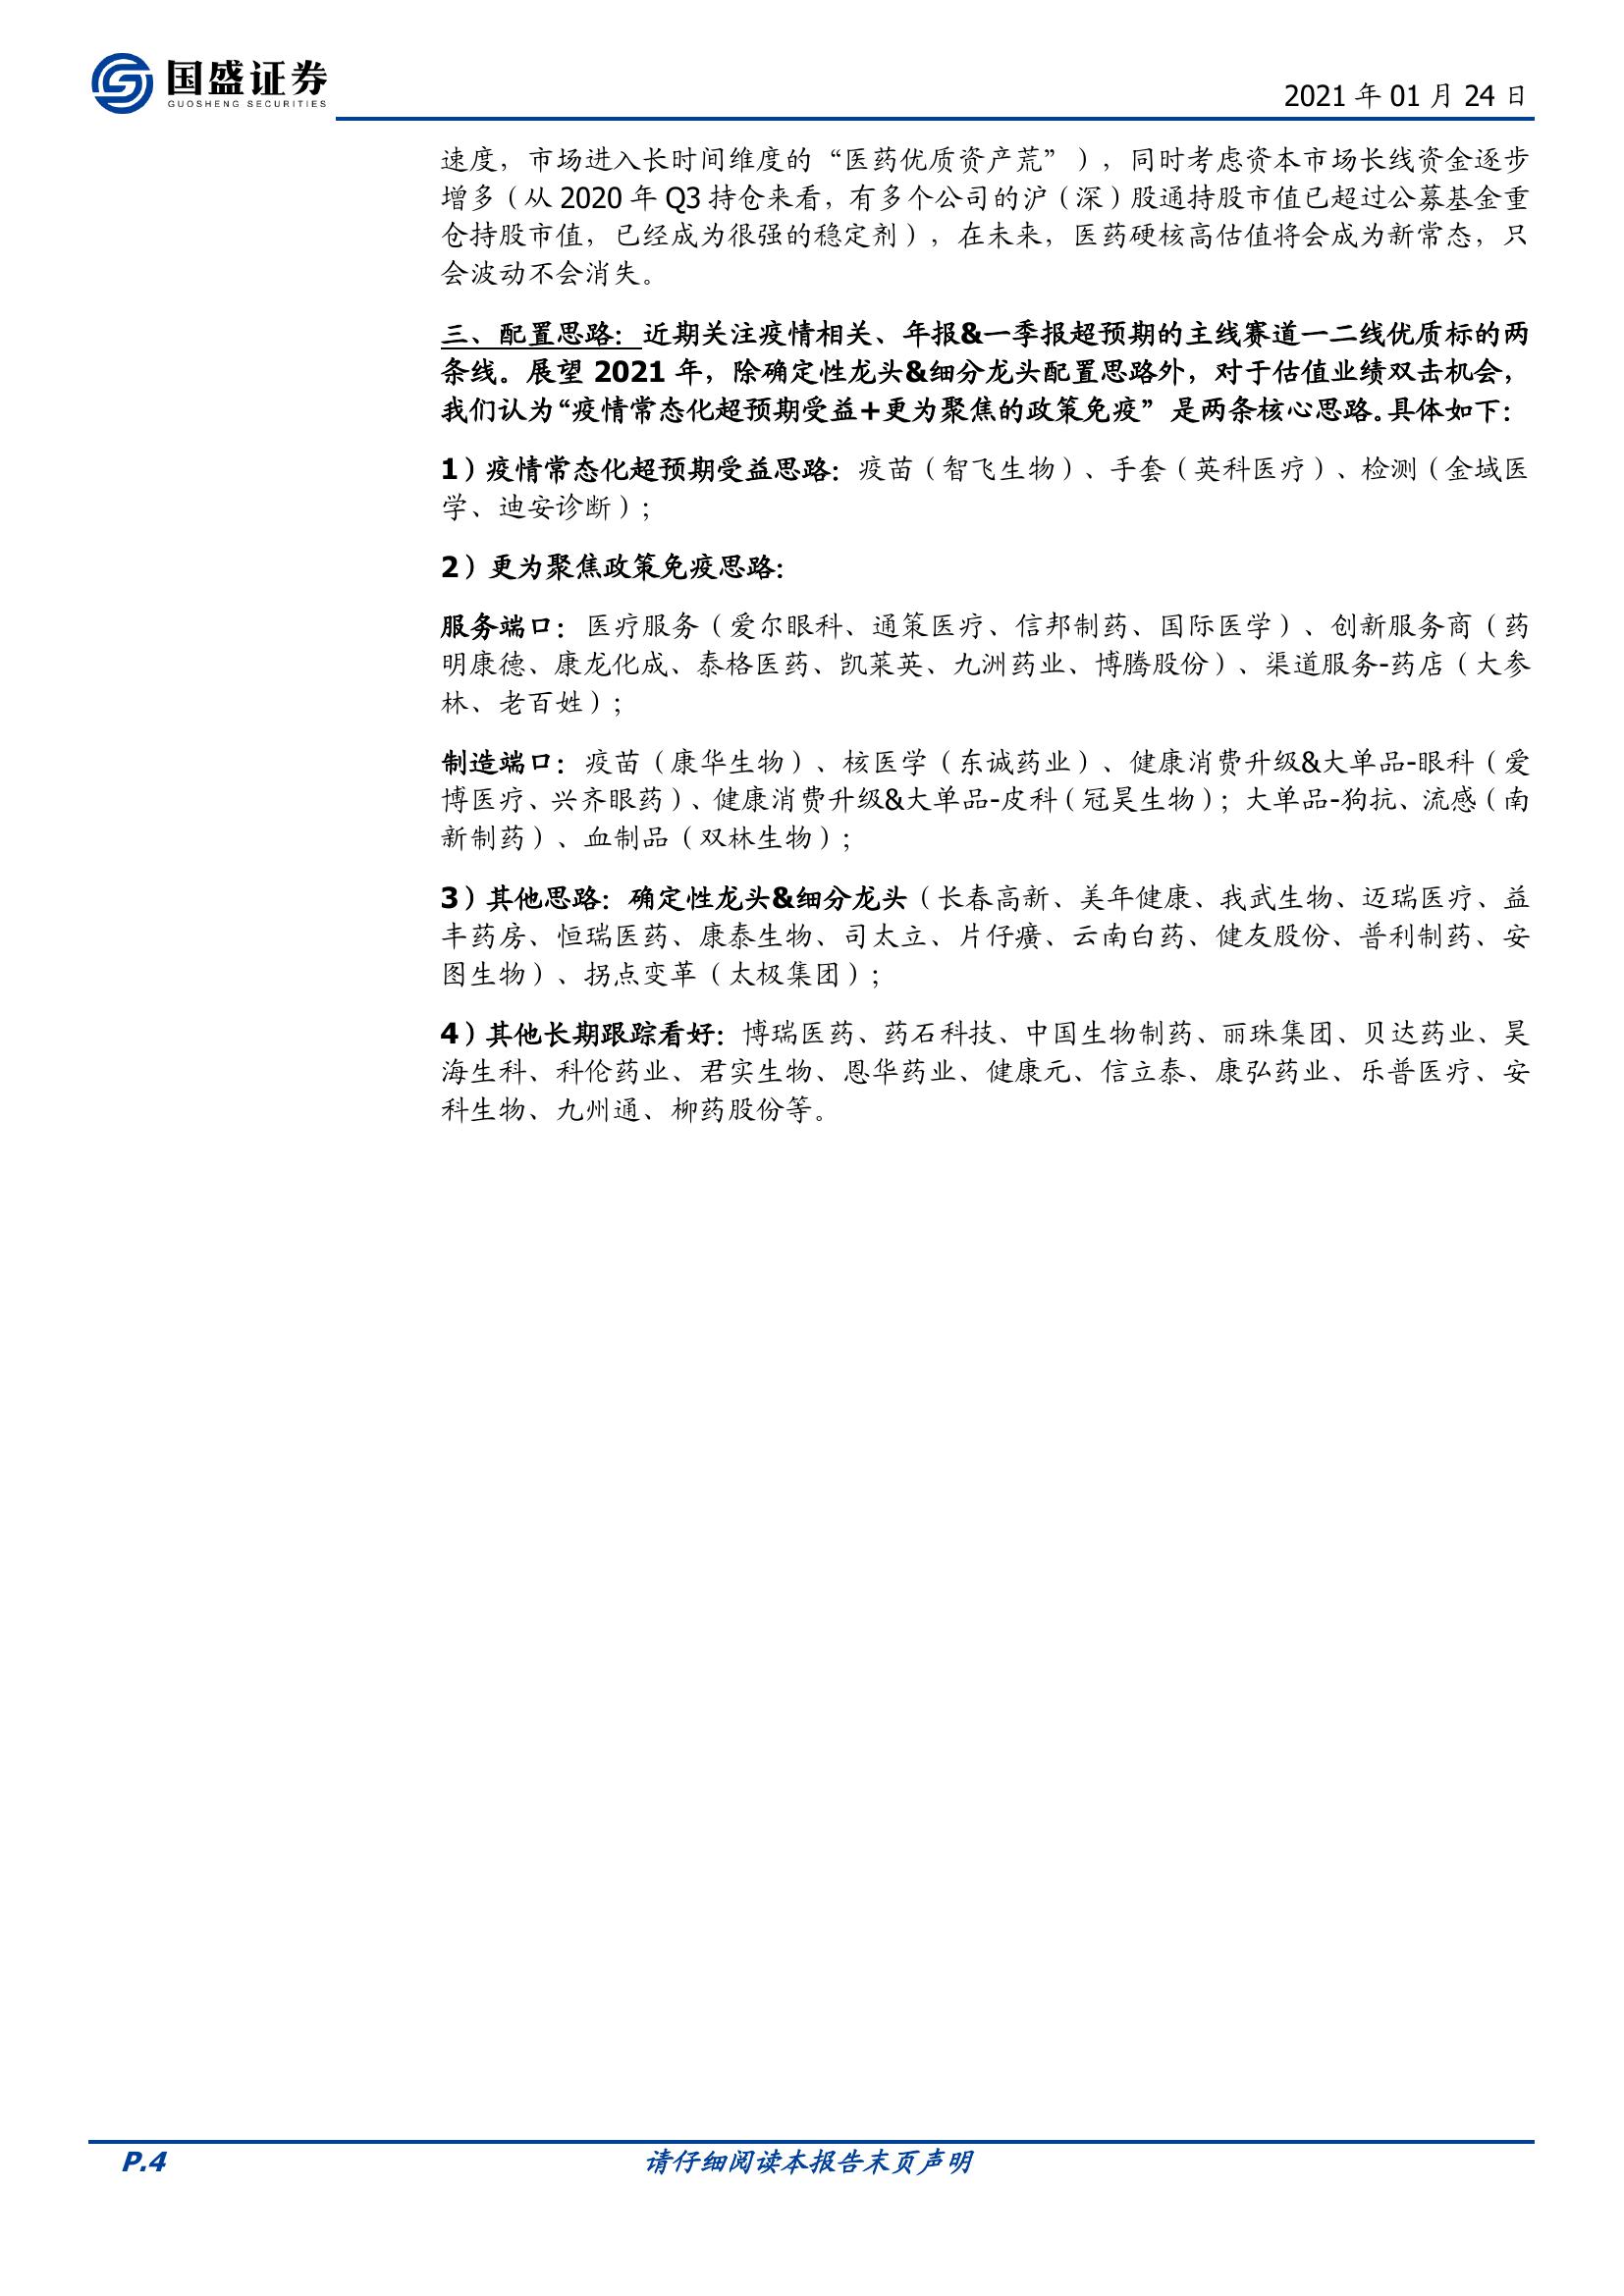 国盛证券
GUOSHENG SECURITIES
2021 年 01 月 24 日
速度，市场进入长时间维度的“医药优质资产荒”），同时考虑资本市场长线资金逐步
增多（从 2020 年 Q3 持仓来看，有多个公司的沪（深）股通持股市值已超过公募基金重
仓持股市值，已经成为很强的稳定剂），在未来，医药硬核高估值将会成为新常态，只
会波动不会消失。
三、配置思路：近期关注疫情相关、年报&一季报超预期的主线赛道一二线优质标的两
条线。展望 2021 年，除确定性龙头&细分龙头配置思路外，对于估值业绩双击机会，
我们认为“疫情常态化超预期受益+更为聚焦的政策免疫” 是两条核心思路。具体如下：
1）疫情常态化超预期受益思路：疫苗（智飞生物）、手套（英科医疗）、检测（金域医
学、迪安诊断）；
2）更为聚焦政策免疫思路：
服务端口：医疗服务（爱尔眼科、通策医疗、信邦制药、国际医学）、创新服务商（药
明康德、康龙化成、泰格医药、凯莱英、九洲药业、博腾股份）、渠道服务-药店（大参
林、老百姓）；
制造端口：疫苗（康华生物）、核医学（东诚药业）、健康消费升级&大单品-眼科（爱
博医疗、兴齐眼药）、健康消费升级&大单品-皮科（冠昊生物）；大单品-狗抗、流感（南
新制药）、血制品（双林生物）；
3）其他思路：确定性龙头&细分龙头（长春高新、美年健康、我武生物、迈瑞医疗、益
丰药房、恒瑞医药、康泰生物、司太立、片仔癀、云南白药、健友股份、普利制药、安
图生物）、拐点变革（太极集团）；
4）其他长期跟踪看好：博瑞医药、药石科技、中国生物制药、丽珠集团、贝达药业、昊
海生科、科伦药业、君实生物、恩华药业、健康元、信立泰、康弘药业、乐普医疗、安
科生物、九州通、柳药股份等。
P.4
请仔细阅读本报告末页声明